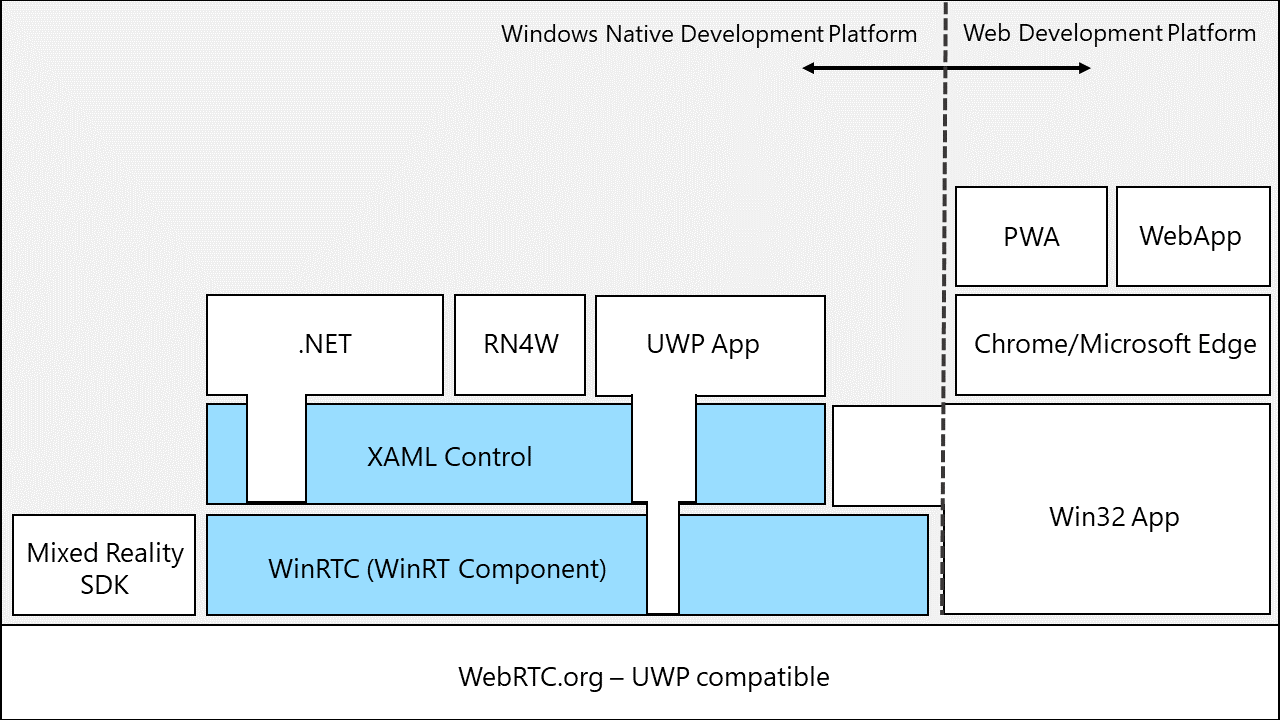 Windows Native Development Platform
Web Development Platform
PWA
WebApp
.NET
RN4W
UWP App
Chrome/Microsoft Edge
XAML Control
Win32 App
Mixed Reality
SDK
WinRTC (WinRT Component)
WebRTC.org – UWP compatible